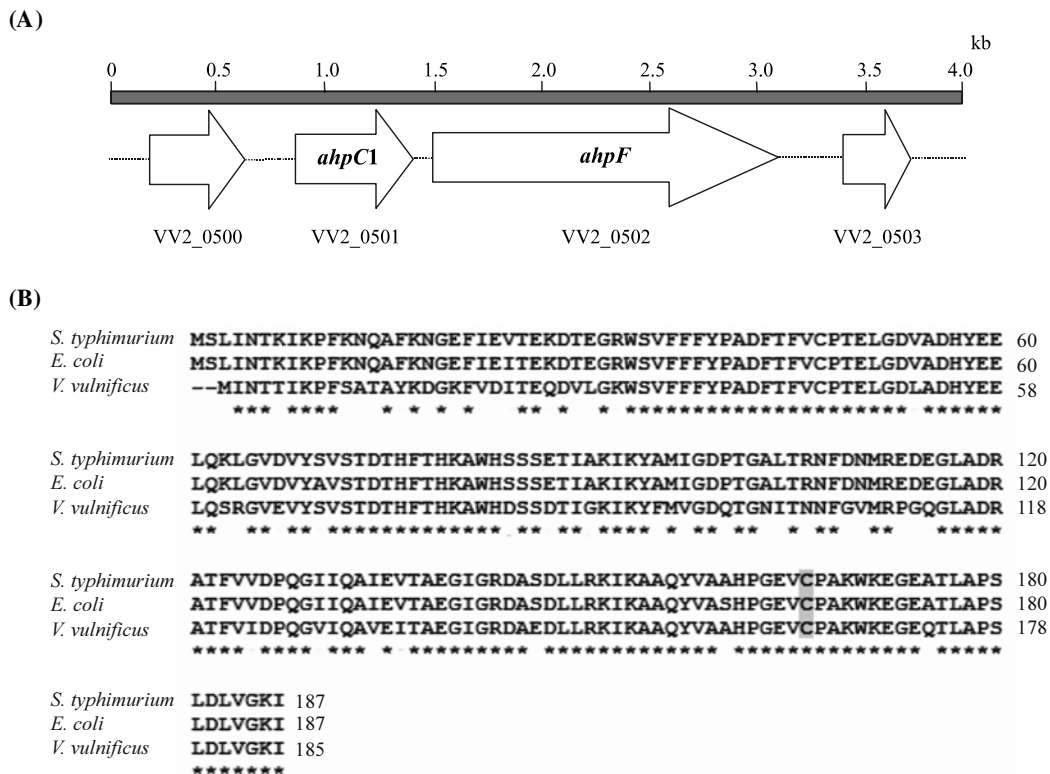 (A)
kb
0 0.5 1.0 1.5 2.0 2.5 3.0 3.5 4.0
ahpC1 ahpF
VV2_0500 VV2_0501 VV2_0502 VV2_0503
(B)
S. typhimurium MSLINTKIKPFKNQAFKNGEFIEVTEKDTEGRWSVFFFYPADFTFVCPTELGDVADHYEE 60
E. coli MSLINTKIKPFKNQAFKNGEFIEVTEKDTEGRWSVFFFYPADFTFVCPTELGDVADHYEE 60
V. vulnificus --MINTTIKPFSATAYKDGKFVDITEQDVLGKWSVFFFYPADFTFVCPTELGDLADHYEE 58
*** **** * * * * ** * * ********************* ******
S. typhimurium LQKLGVDVYSVSTDTHFTHKAWHSSSETIAKIKYAMIGDPTGALTRNFDNMREDEGLADR 120
E. coli LQKLGVDVYAVSTDTHFTHKAWHSSSETIAKIKYAMIGDPTGALTRNFDNMREDEGLADR 120
V. vulnificus LQSRGVEVYSVSTDTHFTHKAWHDSSDTIGKIKYFMVGDQTGNITNNFGVMRPGQGLADR 118
** ** ** ************* ** ** **** * ** ** * ** ** *****
S. typhimurium ATFVVDPQGIIQAIEVTAEGIGRDASDLLRKIKAAQYVAAHPGEVCPAKWKEGEATLAPS 180
E. coli ATFVVDPQGIIQAIEVTAEGIGRDASDLLRKIKAAQYVASHPGEVCPAKWKEGEATLAPS 180
V. vulnificus ATFVIDPQGVIQAVEITAEGIGRDAEDLLRKIKAAQYVAAHPGEVCPAKWKEGEQTLAPS 178
**** **** *** * ********* ************* ************** *****
S. typhimurium LDLVGKI 187
E. coli LDLVGKI 187
V. vulnificus LDLVGKI 185
*******